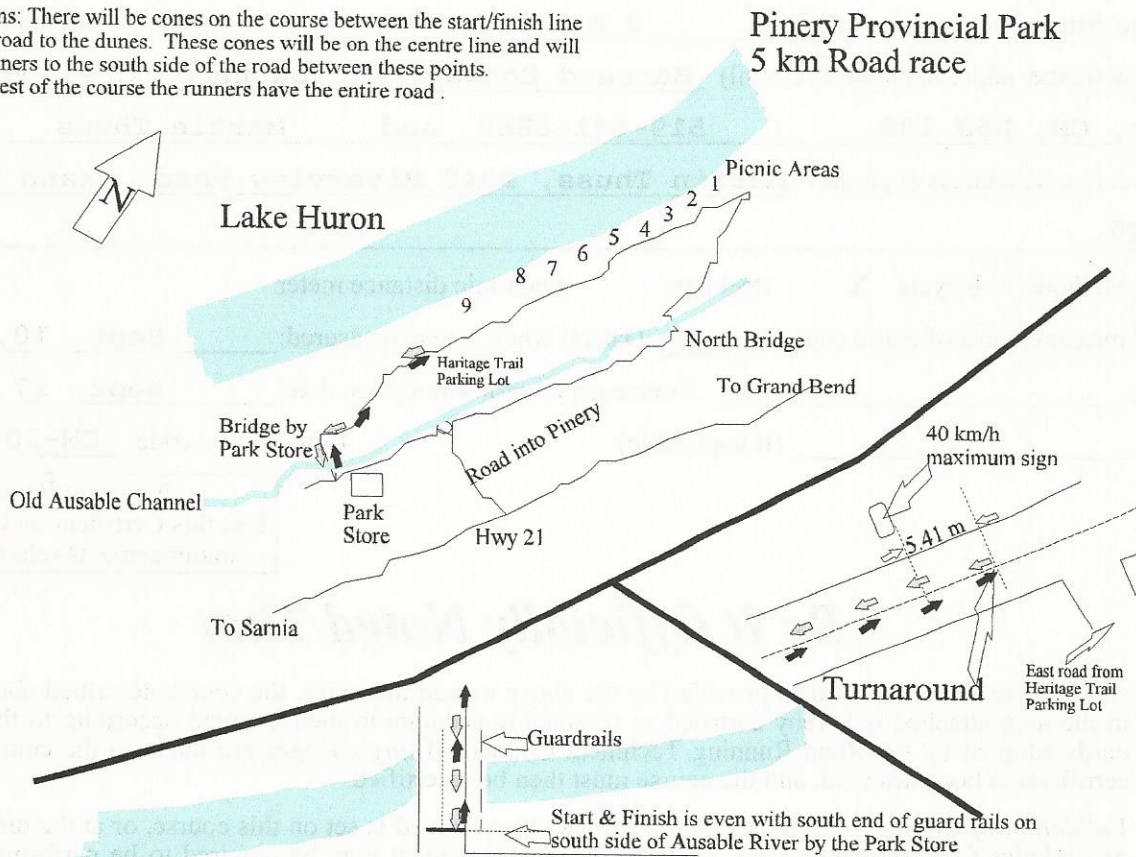 ns: There will be cones on the course between the start/finish line
road to the dunes. These cones will be on the centre line and will
ners to the south side of the road between these points.
est of the course the runners have the entire road .
Pinery Provincial Park
5 km Road race
N
Lake Huron
Picnic Areas
1
2
3
4
5
6
7
8
9
Haritage Trail
Parking Lot
North Bridge
To Grand Bend
Bridge by
Park Store
Road into Pinery
40 km/h
maximum sign
Old Ausable Channel
Park
Store
Hwy 21
5.41 m
To Sarnia
East road from
Heritage Trail
Parking Lot
Turnaround
Guardrails
Start & Finish is even with south end of guard rails on
south side of Ausable River by the Park Store